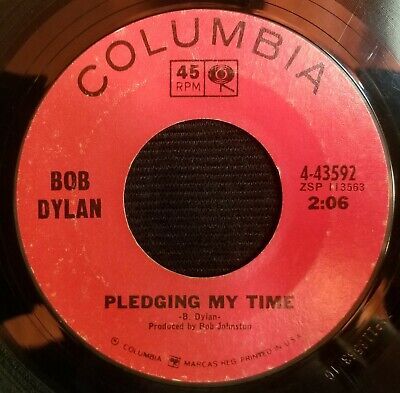 COLUMBIA
45
RPM
BOB
DYLAN
4-43592
ZSP 113563
2:06
PLEDGING MY TIME
-B. Dylan-
Produced by Bob Johnston
© COLUMBIA MARCAS REG. PRINTED IN U.S.A.